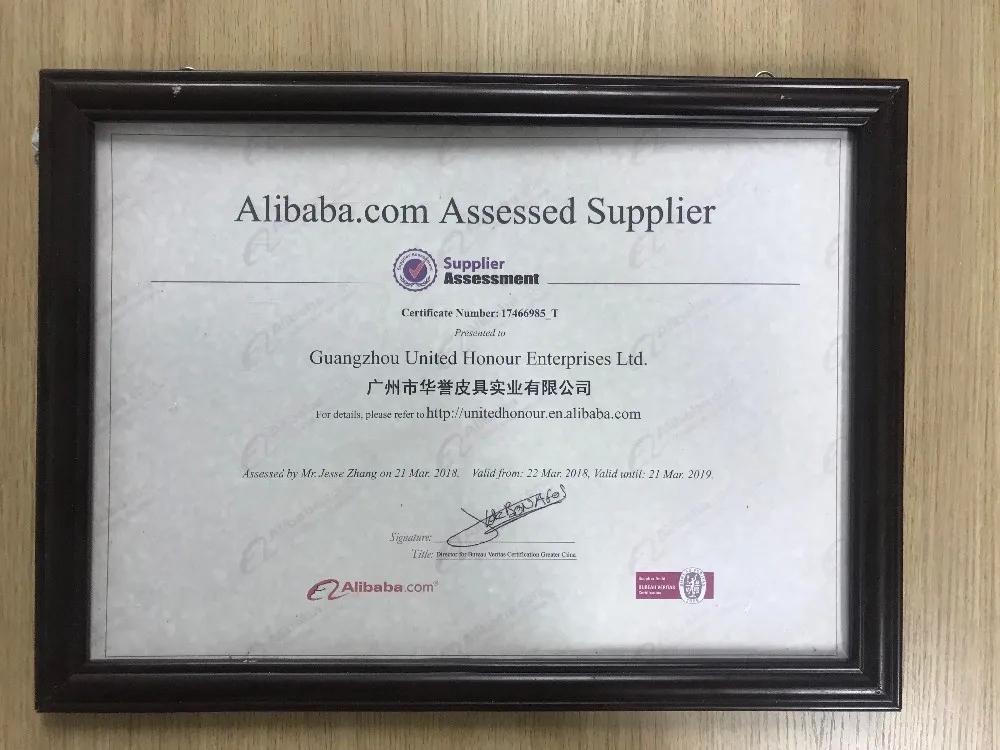 Alibaba.com Assessed Supplier
Supplier
Assessment
Certificate Number: 17466985_T
Presented to
Guangzhou United Honour Enterprises Ltd.
广州市华誉皮具实业有限公司
For details, please refer to http://unitedhonour.en.alibaba.com
Assessed by Mr. Jesse Zhang on 21 Mar. 2018. Valid from: 22 Mar. 2018, Valid until: 21 Mar. 2019.
Signature:
Title: Director for Bureau Veritas Certification Greater China
Alibaba.com®
BUREAU VERITAS
Certification